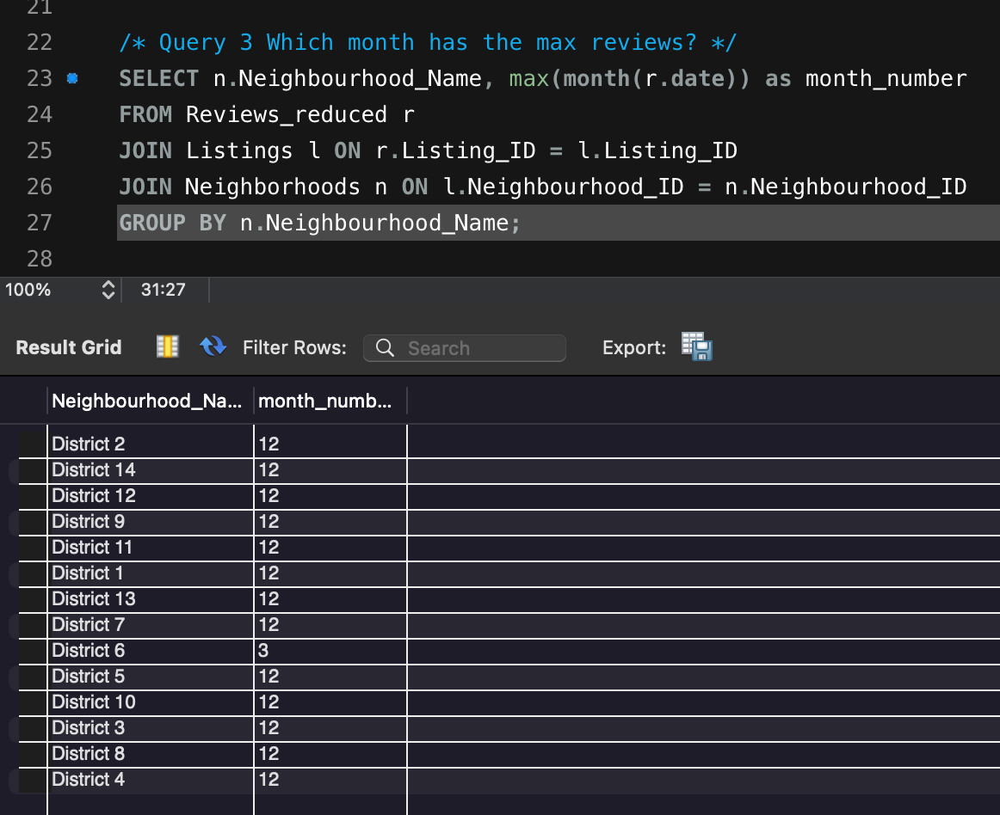 21
22 /* Query 3 Which month has the max reviews? */
23 SELECT n.Neighbourhood_Name, max(month(r.date)) as month_number
24 FROM Reviews_reduced r
25 JOIN Listings l ON r.Listing_ID = l.Listing_ID
26 JOIN Neighborhoods n ON l.Neighbourhood_ID = n.Neighbourhood_ID
27 GROUP BY n.Neighbourhood_Name;
28
100% 31:27
Result Grid Filter Rows: Search Export:
Neighbourhood_Na... month_numb...
District 2 12
District 14 12
District 12 12
District 9 12
District 11 12
District 1 12
District 13 12
District 7 12
District 6 3
District 5 12
District 10 12
District 3 12
District 8 12
District 4 12